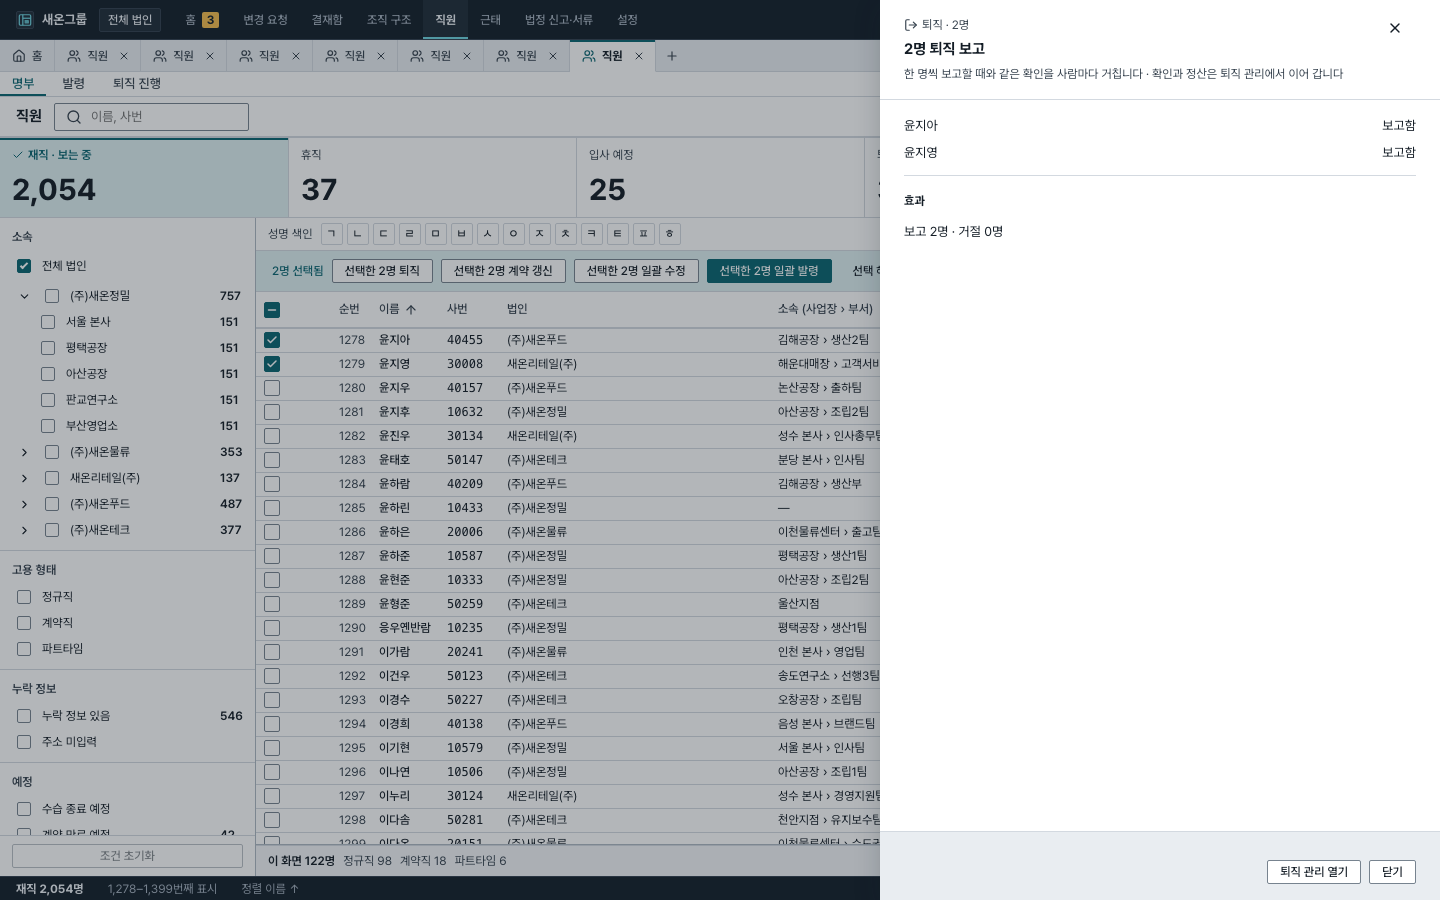 새온그룹 전체 법인 홈 3 변경 요청 결재함 조직 구조 직원 근태 법정 신고·서류 설정
홈 직원 직원 직원 직원 직원 직원 직원
명부 발령 퇴직 진행
직원 이름, 사번
재직 · 보는 중
2,054
휴직
37
입사 예정
25
소속
전체 법인
(주)새온정밀 757
서울 본사 151
평택공장 151
아산공장 151
판교연구소 151
부산영업소 151
(주)새온물류 353
새온리테일(주) 137
(주)새온푸드 487
(주)새온테크 377
고용 형태
정규직
계약직
파트타임
누락 정보
누락 정보 있음 546
주소 미입력
예정
수습 종료 예정
계약 만료 예정 42
조건 초기화
성명 색인 ㄱ ㄴ ㄷ ㄹ ㅁ ㅂ ㅅ ㅇ ㅈ ㅊ ㅋ ㅌ ㅍ ㅎ
2명 선택됨 선택한 2명 퇴직 선택한 2명 계약 갱신 선택한 2명 일괄 수정 선택한 2명 일괄 발령 선택
순번 이름 ↑ 사번 법인 소속 (사업장 › 부서)
1278 윤지아 40455 (주)새온푸드 김해공장 › 생산2팀
1279 윤지영 30008 새온리테일(주) 해운대매장 › 고객서비
1280 윤지우 40157 (주)새온푸드 논산공장 › 출하팀
1281 윤지후 10632 (주)새온정밀 아산공장 › 조립2팀
1282 윤진우 30134 새온리테일(주) 성수 본사 › 인사총무팀
1283 윤태호 50147 (주)새온테크 분당 본사 › 인사팀
1284 윤하람 40209 (주)새온푸드 김해공장 › 생산부
1285 윤하린 10433 (주)새온정밀 —
1286 윤하은 20006 (주)새온물류 이천물류센터 › 출고팀
1287 윤하준 10587 (주)새온정밀 평택공장 › 생산1팀
1288 윤현준 10333 (주)새온정밀 아산공장 › 조립2팀
1289 윤형준 50259 (주)새온테크 울산지점
1290 응우옌반람 10235 (주)새온정밀 평택공장 › 생산1팀
1291 이가람 20241 (주)새온물류 인천 본사 › 영업팀
1292 이건우 50123 (주)새온테크 송도연구소 › 선행3팀
1293 이경수 50227 (주)새온테크 오창공장 › 조립팀
1294 이경희 40138 (주)새온푸드 음성 본사 › 브랜드팀
1295 이기현 10579 (주)새온정밀 서울 본사 › 인사팀
1296 이나연 10506 (주)새온정밀 아산공장 › 조립1팀
1297 이누리 30124 새온리테일(주) 성수 본사 › 경영지원팀
1298 이다솜 50281 (주)새온테크 천안지점 › 유지보수팀
1299 이다온 20151 (주)새온물류 이천물류센터
이 화면 122명 정규직 98 계약직 18 파트타임 6
재직 2,054명 1,278–1,399번째 표시 정렬 이름 ↑
퇴직 · 2명
2명 퇴직 보고
한 명씩 보고할 때와 같은 확인을 사람마다 거칩니다 · 확인과 정산은 퇴직 관리에서 이어 갑니다
윤지아 보고함
윤지영 보고함
효과
보고 2명 · 거절 0명
퇴직 관리 열기 닫기